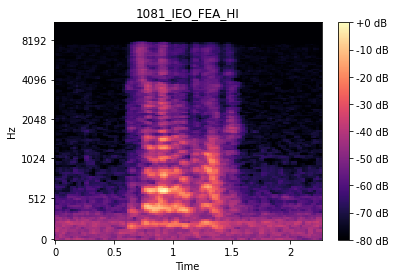 1081_IEO_FEA_HI
8192
4096
2048
1024
512
0
Hz
0
0.5
1
1.5
2
Time
+0 dB
-10 dB
-20 dB
-30 dB
-40 dB
-50 dB
-60 dB
-70 dB
-80 dB